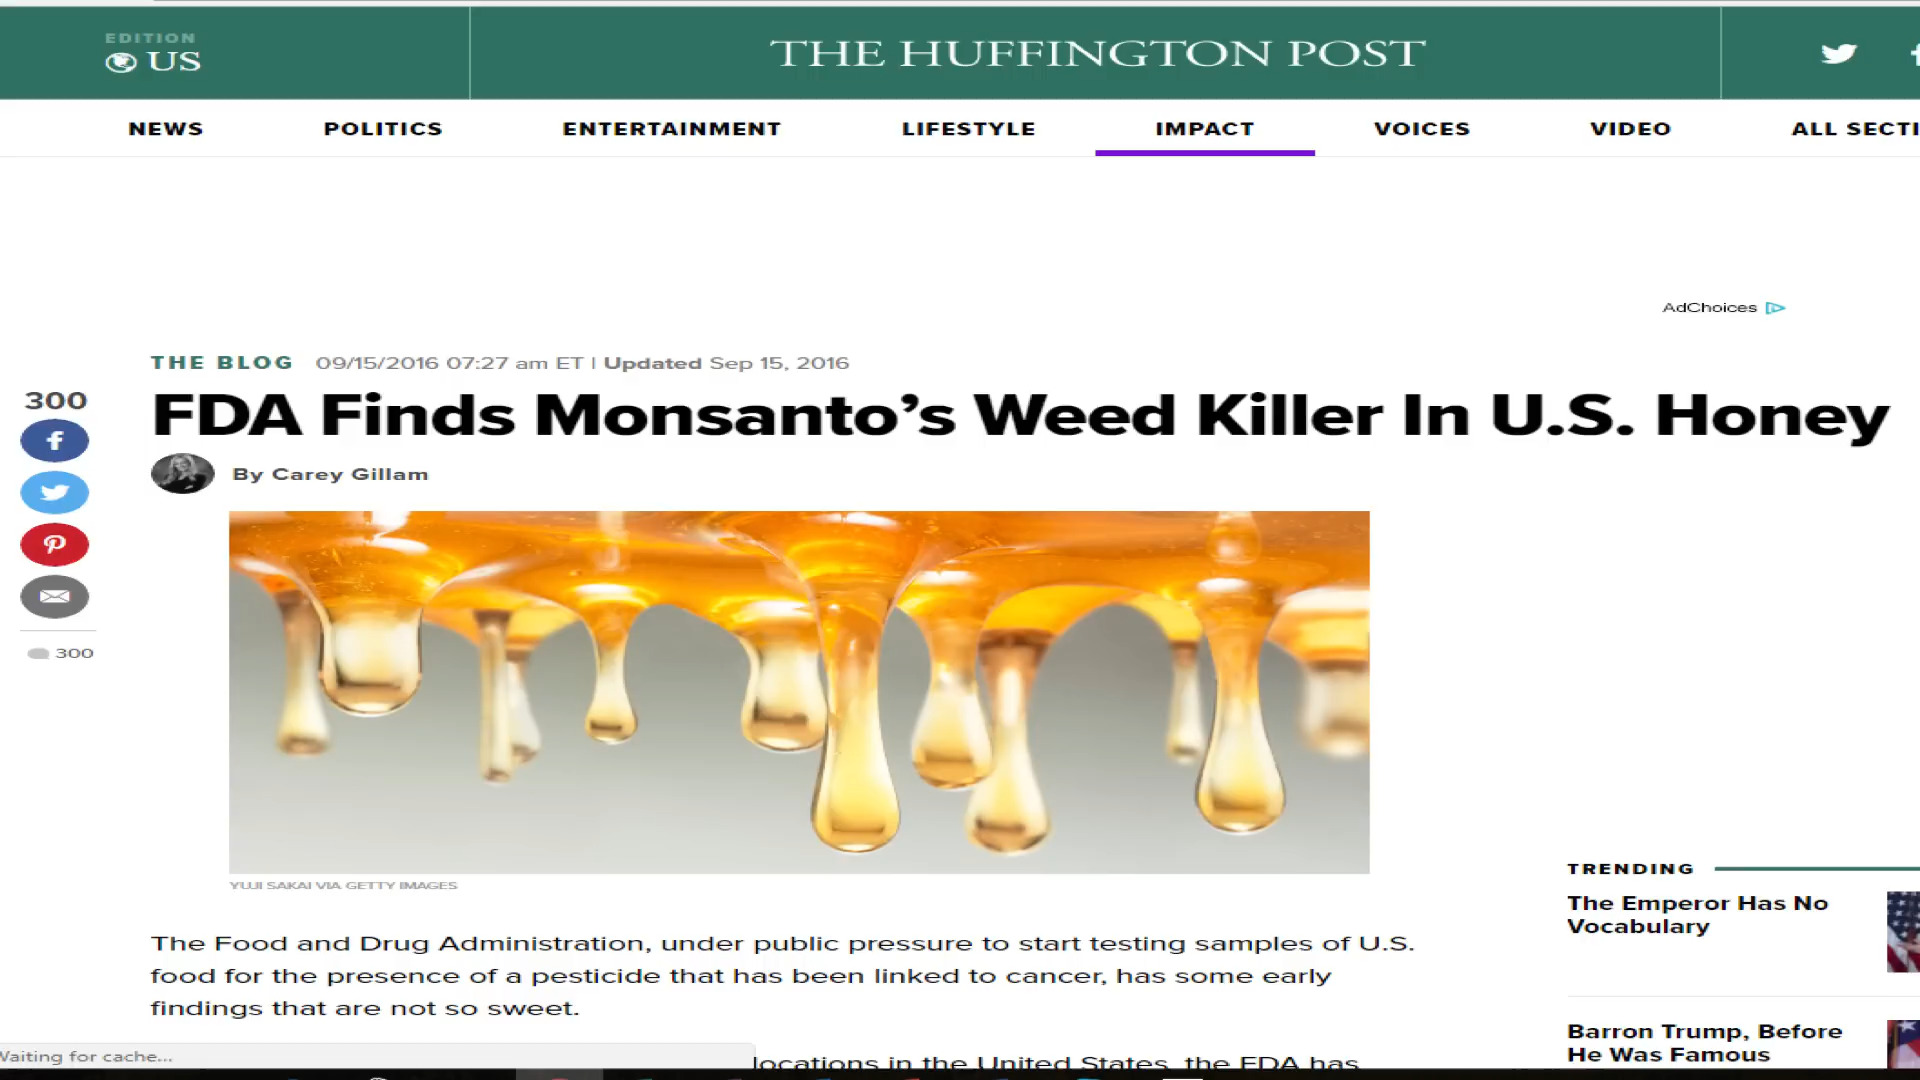 EDITION
US
THE HUFFINGTON POST
NEWS
POLITICS
ENTERTAINMENT
LIFESTYLE
IMPACT
VOICES
VIDEO
ALL SECTI
AdChoices
THE BLOG 09/15/2016 07:27 am ET | Updated Sep 15, 2016
300
FDA Finds Monsanto’s Weed Killer In U.S. Honey
By Carey Gillam
300
YUJI SAKAI VIA GETTY IMAGES
The Food and Drug Administration, under public pressure to start testing samples of U.S.
food for the presence of a pesticide that has been linked to cancer, has some early
findings that are not so sweet.
locations in the United States, the FDA has
TRENDING
The Emperor Has No
Vocabulary
Barron Trump, Before
He Was Famous
Waiting for cache...